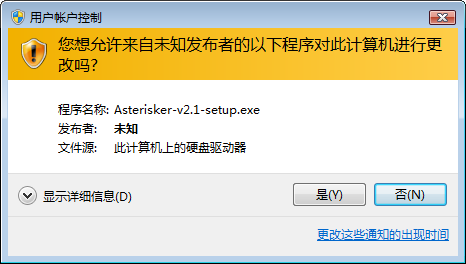 用户帐户控制
您想允许来自未知发布者的以下程序对此计算机进行更
改吗?
程序名称: Asterisker-v2.1-setup.exe
发布者: 未知
文件源: 此计算机上的硬盘驱动器
显示详细信息(D)
是(Y)
否(N)
更改这些通知的出现时间